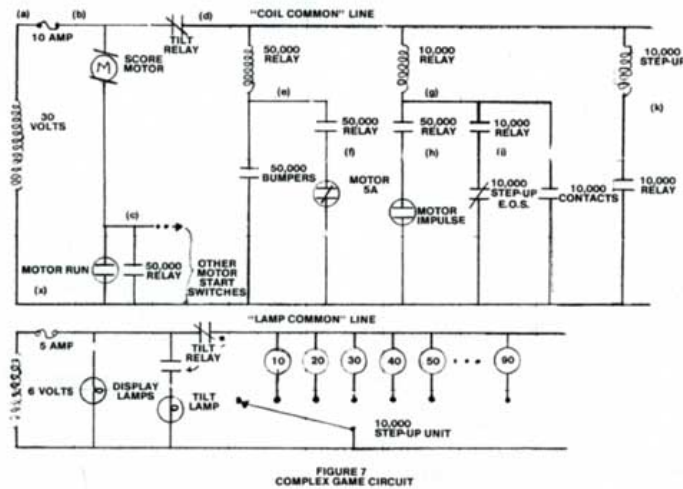 (a)
(b)
(d)
"COIL COMMON" LINE
10 AMP
TILT
RELAY
SCORE
MOTOR
M
50,000
RELAY
10,000
RELAY
10,000
STEP-UP
(e)
(g)
(k)
30
VOLTS
50,000
RELAY
50,000
RELAY
10,000
RELAY
(f)
(h)
(i)
50,000
BUMPERS
MOTOR
5A
10,000
STEP-UP
E.O.S.
10,000
CONTACTS
10,000
RELAY
MOTOR
IMPULSE
(c)
MOTOR RUN
50,000
RELAY
OTHER
MOTOR
START
SWITCHES
(x)
"LAMP COMMON" LINE
5 AMP
TILT
RELAY
10
20
30
40
50
90
6 VOLTS
DISPLAY
LAMPS
TILT
LAMP
10,000
STEP-UP UNIT
FIGURE 7
COMPLEX GAME CIRCUIT